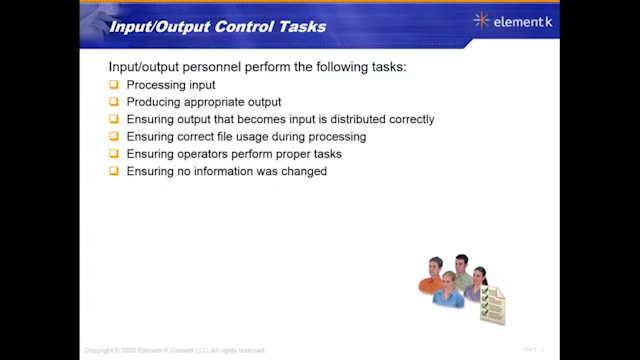 Input/Output Control Tasks
element k
Input/output personnel perform the following tasks:
Processing input
Producing appropriate output
Ensuring output that becomes input is distributed correctly
Ensuring correct file usage during processing
Ensuring operators perform proper tasks
Ensuring no information was changed
Copyright © 2010 Element K Content LLC. All rights reserved.